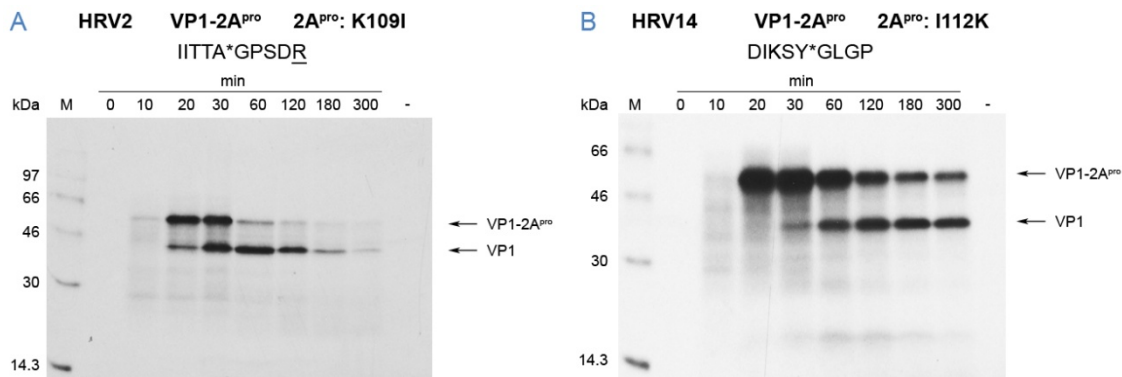 A HRV2 VP1-2Aᵖʳᵒ 2Aᵖʳᵒ: K109I
IITTA*GPSDR
min
kDa M 0 10 20 30 60 120 180 300 -
97
66
46
30
14.3
VP1-2Aᵖʳᵒ
VP1
B HRV14 VP1-2Aᵖʳᵒ 2Aᵖʳᵒ: I112K
DIKSY*GLGP
min
kDa M 0 10 20 30 60 120 180 300 -
66
46
30
14.3
VP1-2Aᵖʳᵒ
VP1